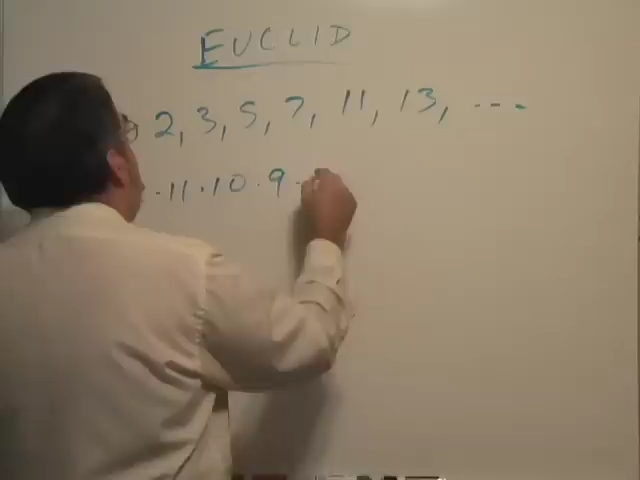 EUCLID
2, 3, 5, 7, 11, 13, ...
· 11 · 10 · 9 ·